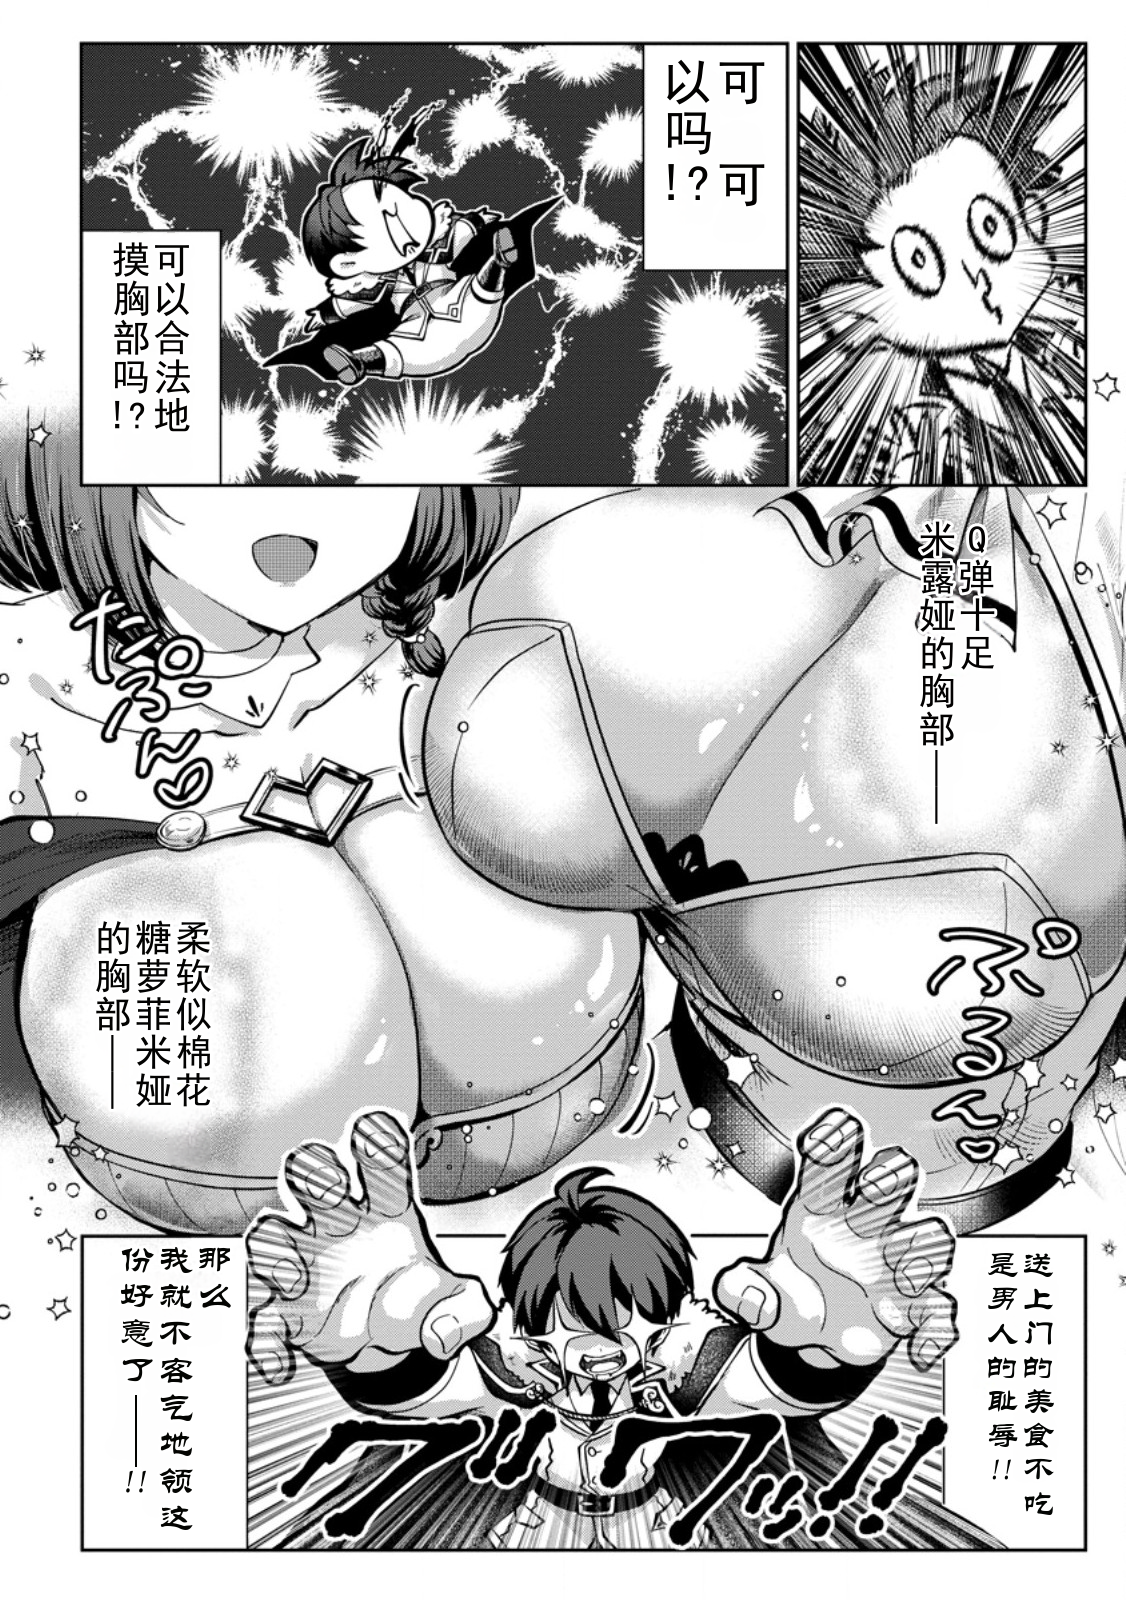 可 可
以吗!?
可以合法地
摸胸部吗!?
Q弹十足
米露娅的胸部——
たぷん♡
ぷるん♡
柔软似棉花
糖萝菲米娅
的胸部——
送上门的美食不吃
是男人的耻辱!!
グワッ!!
那么
我就不客气地领这
份好意了——!!